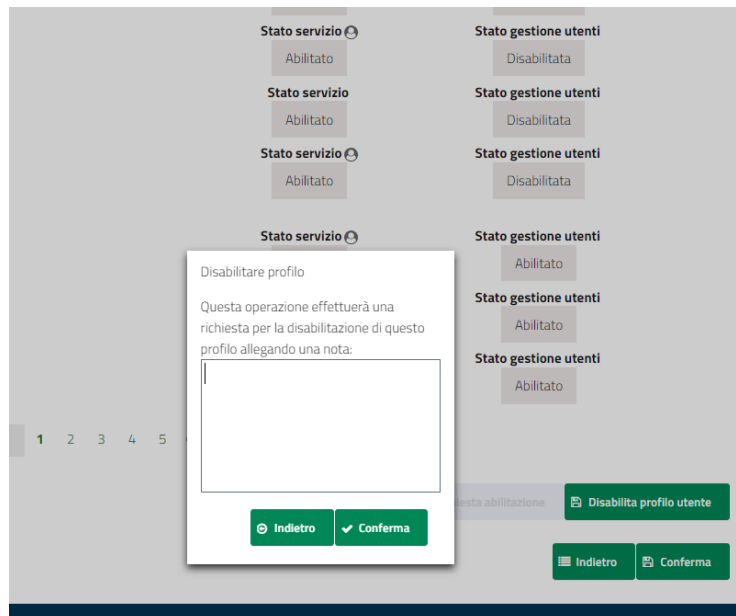 Stato servizio Stato gestione utenti
Abilitato Disabilitata
Stato servizio Stato gestione utenti
Abilitato Disabilitata
Stato servizio Stato gestione utenti
Abilitato Disabilitata
Stato servizio Stato gestione utenti
Abilitato
Stato gestione utenti
Abilitato
Stato gestione utenti
Abilitato
Disabilitare profilo
Questa operazione effettuerà una
richiesta per la disabilitazione di questo
profilo allegando una nota:
Indietro Conferma
1 2 3 4 5
abilitazione Disabilita profilo utente
Indietro Conferma